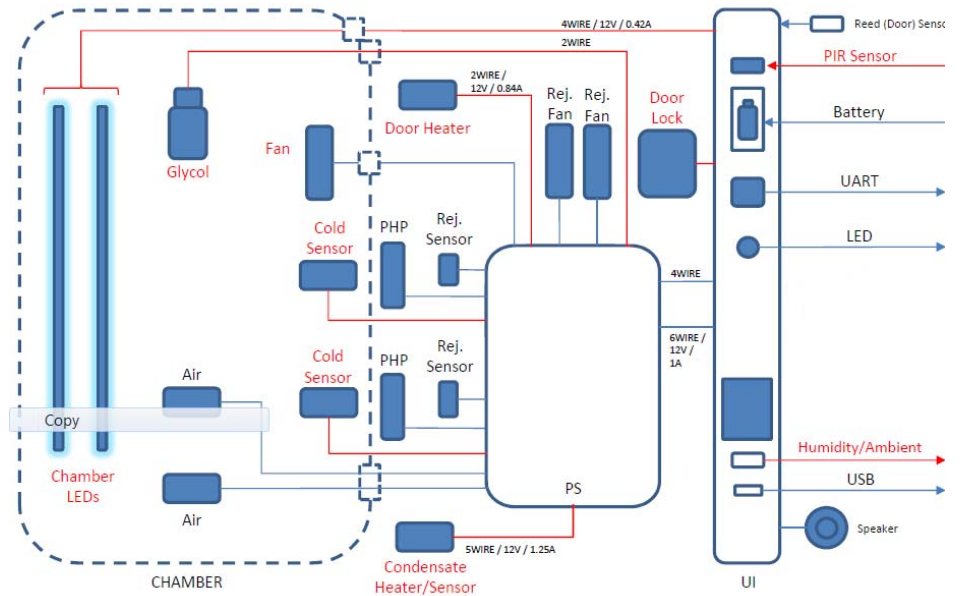 4WIRE / 12V / 0.42A
2WIRE
Reed (Door) Senso
PIR Sensor
2WIRE /
12V / 0.84A
Rej.
Fan
Rej.
Fan
Door
Lock
Battery
Door Heater
Fan
Glycol
UART
LED
Cold
Sensor
PHP
Rej.
Sensor
4WIRE
6WIRE /
12V /
1A
Cold
Sensor
PHP
Rej.
Sensor
Air
Copy
Chamber
LEDs
Humidity/Ambient
USB
PS
Air
Speaker
5WIRE / 12V / 1.25A
Condensate
Heater/Sensor
CHAMBER
UI